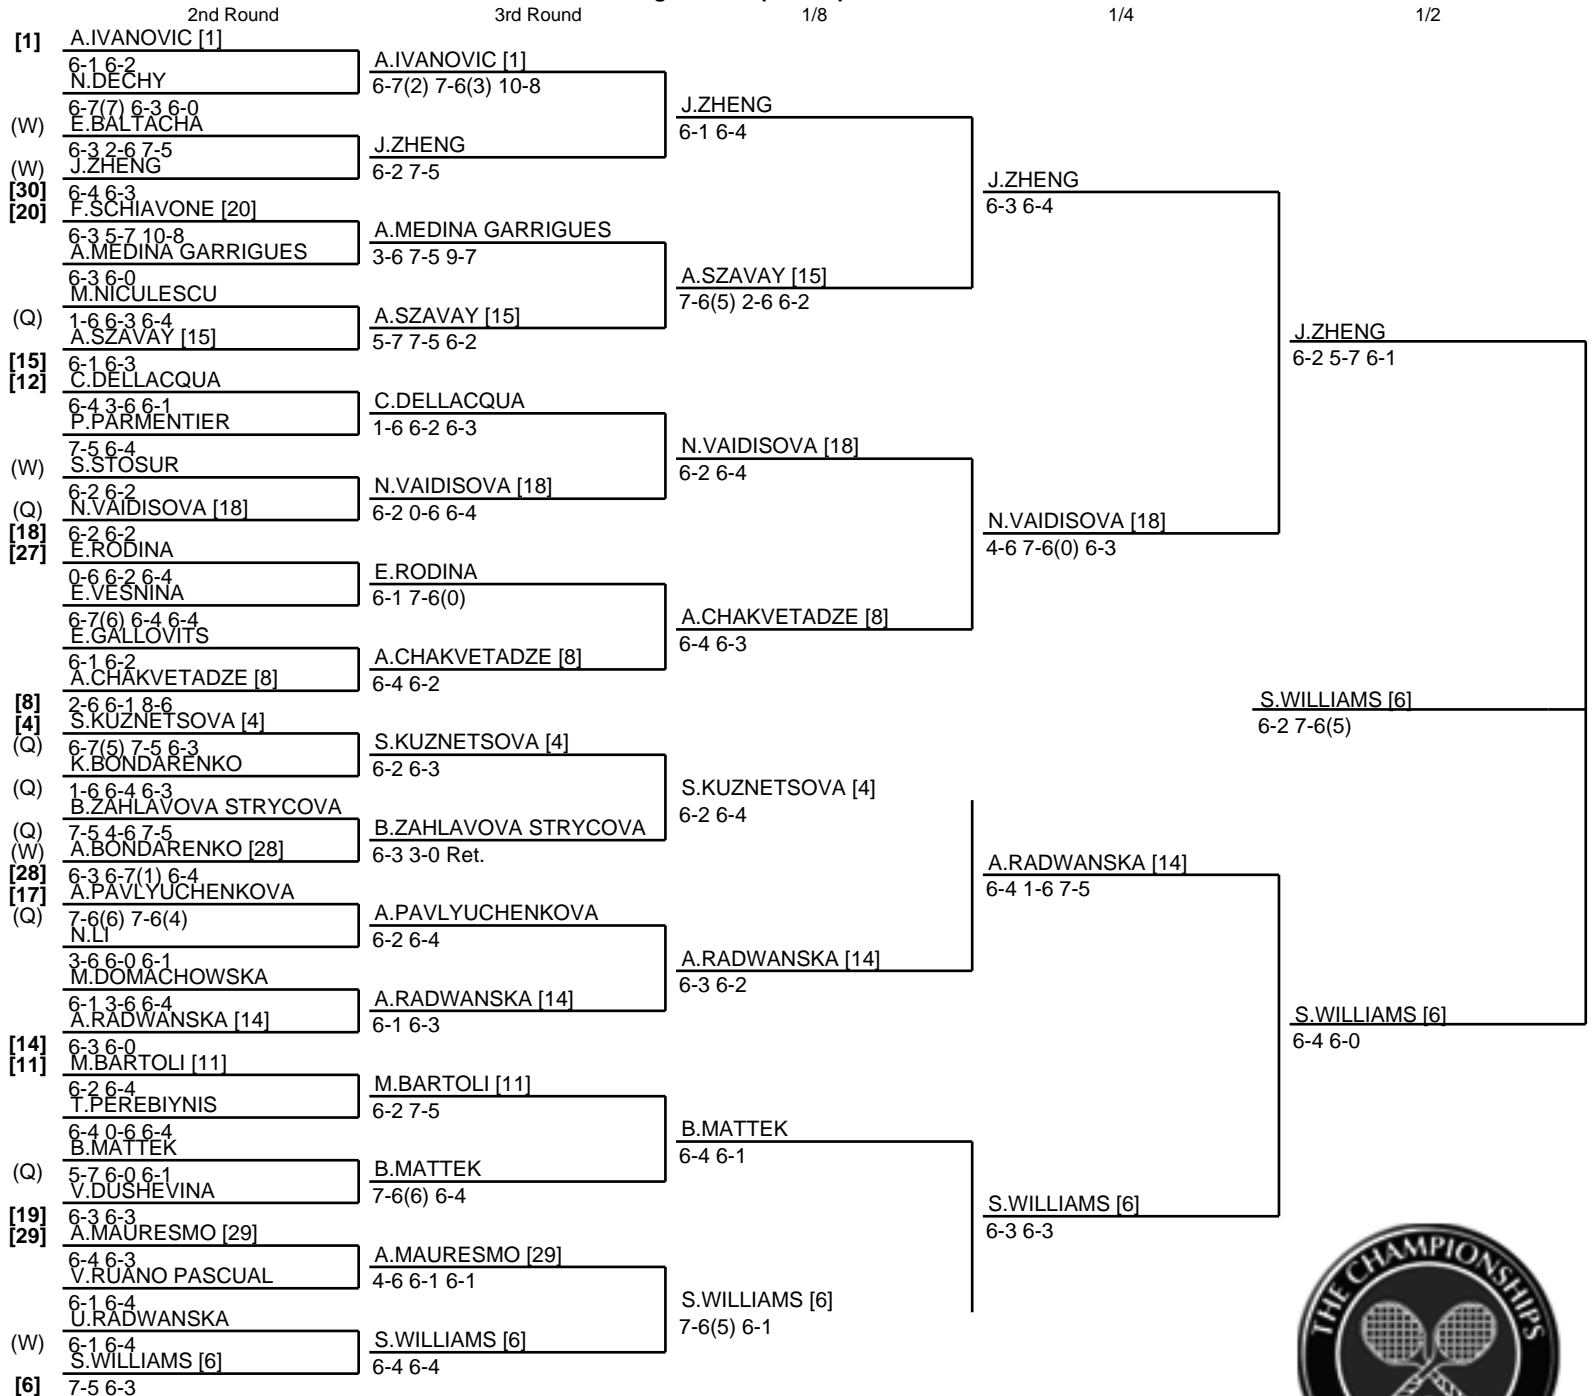 2nd Round
3rd Round
1/8
1/4
1/2
[1]
A.IVANOVIC [1]
6-1 6-2
N.DECHY
6-7(7) 6-3 6-0
(W)
E.BALTACHA
6-3 2-6 7-5
(W)
J.ZHENG
[30]
6-4 6-3
[20]
F.SCHIAVONE [20]
6-3 5-7 10-8
A.MEDINA GARRIGUES
6-3 6-0
M.NICULESCU
(Q)
1-6 6-3 6-4
A.SZAVAY [15]
[15]
6-1 6-3
[12]
C.DELLACQUA
6-4 3-6 6-1
P.PARMENTIER
7-5 6-4
(W)
S.STOSUR
6-2 6-2
(Q)
N.VAIDISOVA [18]
[18]
6-2 6-2
[27]
E.RODINA
0-6 6-2 6-4
E.VESNINA
6-7(6) 6-4 6-4
E.GALLOVITS
6-1 6-2
A.CHAKVETADZE [8]
[8]
2-6 6-1 8-6
[4]
S.KUZNETSOVA [4]
(Q)
6-7(5) 7-5 6-3
K.BONDARENKO
(Q)
1-6 6-4 6-3
B.ZAHLAVOVA STRYCOVA
(Q)
7-5 4-6 7-5
(W)
A.BONDARENKO [28]
[28]
6-3 6-7(1) 6-4
[17]
A.PAVLYUCHENKOVA
(Q)
7-6(6) 7-6(4)
N.LI
3-6 6-0 6-1
M.DOMACHOWSKA
6-1 3-6 6-4
A.RADWANSKA [14]
[14]
6-3 6-0
[11]
M.BARTOLI [11]
6-2 6-4
T.PEREBIYNIS
6-4 0-6 6-4
B.MATTEK
(Q)
5-7 6-0 6-1
V.DUSHEVINA
[19]
6-3 6-3
[29]
A.MAURESMO [29]
6-4 6-3
V.RUANO PASCUAL
6-1 6-4
U.RADWANSKA
(W)
6-1 6-4
S.WILLIAMS [6]
[6]
7-5 6-3
A.IVANOVIC [1]
6-7(2) 7-6(3) 10-8
J.ZHENG
6-2 7-5
A.MEDINA GARRIGUES
3-6 7-5 9-7
A.SZAVAY [15]
5-7 7-5 6-2
C.DELLACQUA
1-6 6-2 6-3
N.VAIDISOVA [18]
6-2 0-6 6-4
E.RODINA
6-1 7-6(0)
A.CHAKVETADZE [8]
6-4 6-2
S.KUZNETSOVA [4]
6-2 6-3
B.ZAHLAVOVA STRYCOVA
6-3 3-0 Ret.
A.PAVLYUCHENKOVA
6-2 6-4
A.RADWANSKA [14]
6-1 6-3
M.BARTOLI [11]
6-2 7-5
B.MATTEK
7-6(6) 6-4
A.MAURESMO [29]
4-6 6-1 6-1
S.WILLIAMS [6]
6-4 6-4
J.ZHENG
6-1 6-4
A.SZAVAY [15]
7-6(5) 2-6 6-2
N.VAIDISOVA [18]
6-2 6-4
A.CHAKVETADZE [8]
6-4 6-3
S.KUZNETSOVA [4]
6-2 6-4
A.RADWANSKA [14]
6-3 6-2
B.MATTEK
6-4 6-1
S.WILLIAMS [6]
7-6(5) 6-1
J.ZHENG
6-3 6-4
N.VAIDISOVA [18]
4-6 7-6(0) 6-3
A.RADWANSKA [14]
6-4 1-6 7-5
S.WILLIAMS [6]
6-3 6-3
J.ZHENG
6-2 5-7 6-1
S.WILLIAMS [6]
6-4 6-0
S.WILLIAMS [6]
6-2 7-6(5)
THE CHAMPIONSHIPS